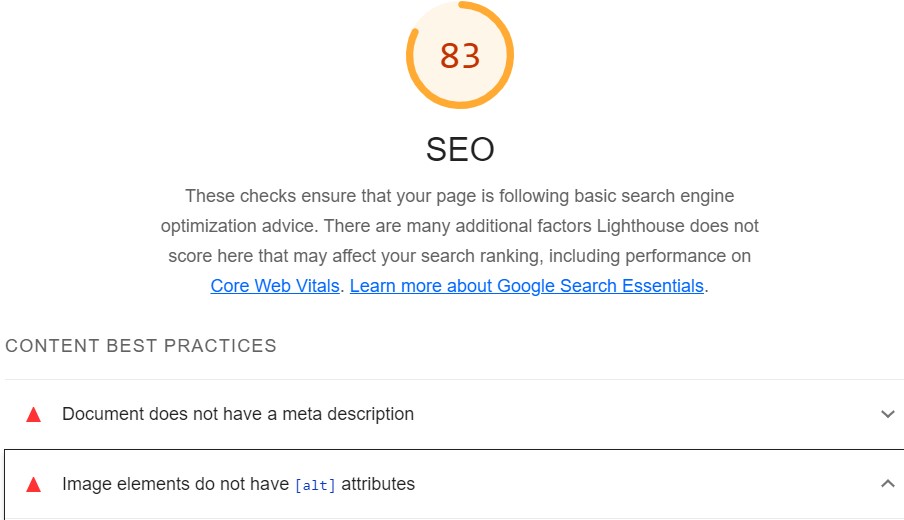 83
SEO
These checks ensure that your page is following basic search engine
optimization advice. There are many additional factors Lighthouse does not
score here that may affect your search ranking, including performance on
Core Web Vitals. Learn more about Google Search Essentials.
CONTENT BEST PRACTICES
Document does not have a meta description
Image elements do not have [alt] attributes